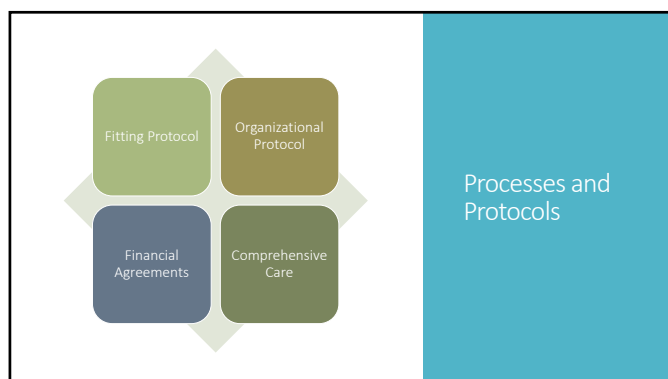 Fitting Protocol
Organizational
Protocol
Financial
Agreements
Comprehensive
Care
Processes and
Protocols